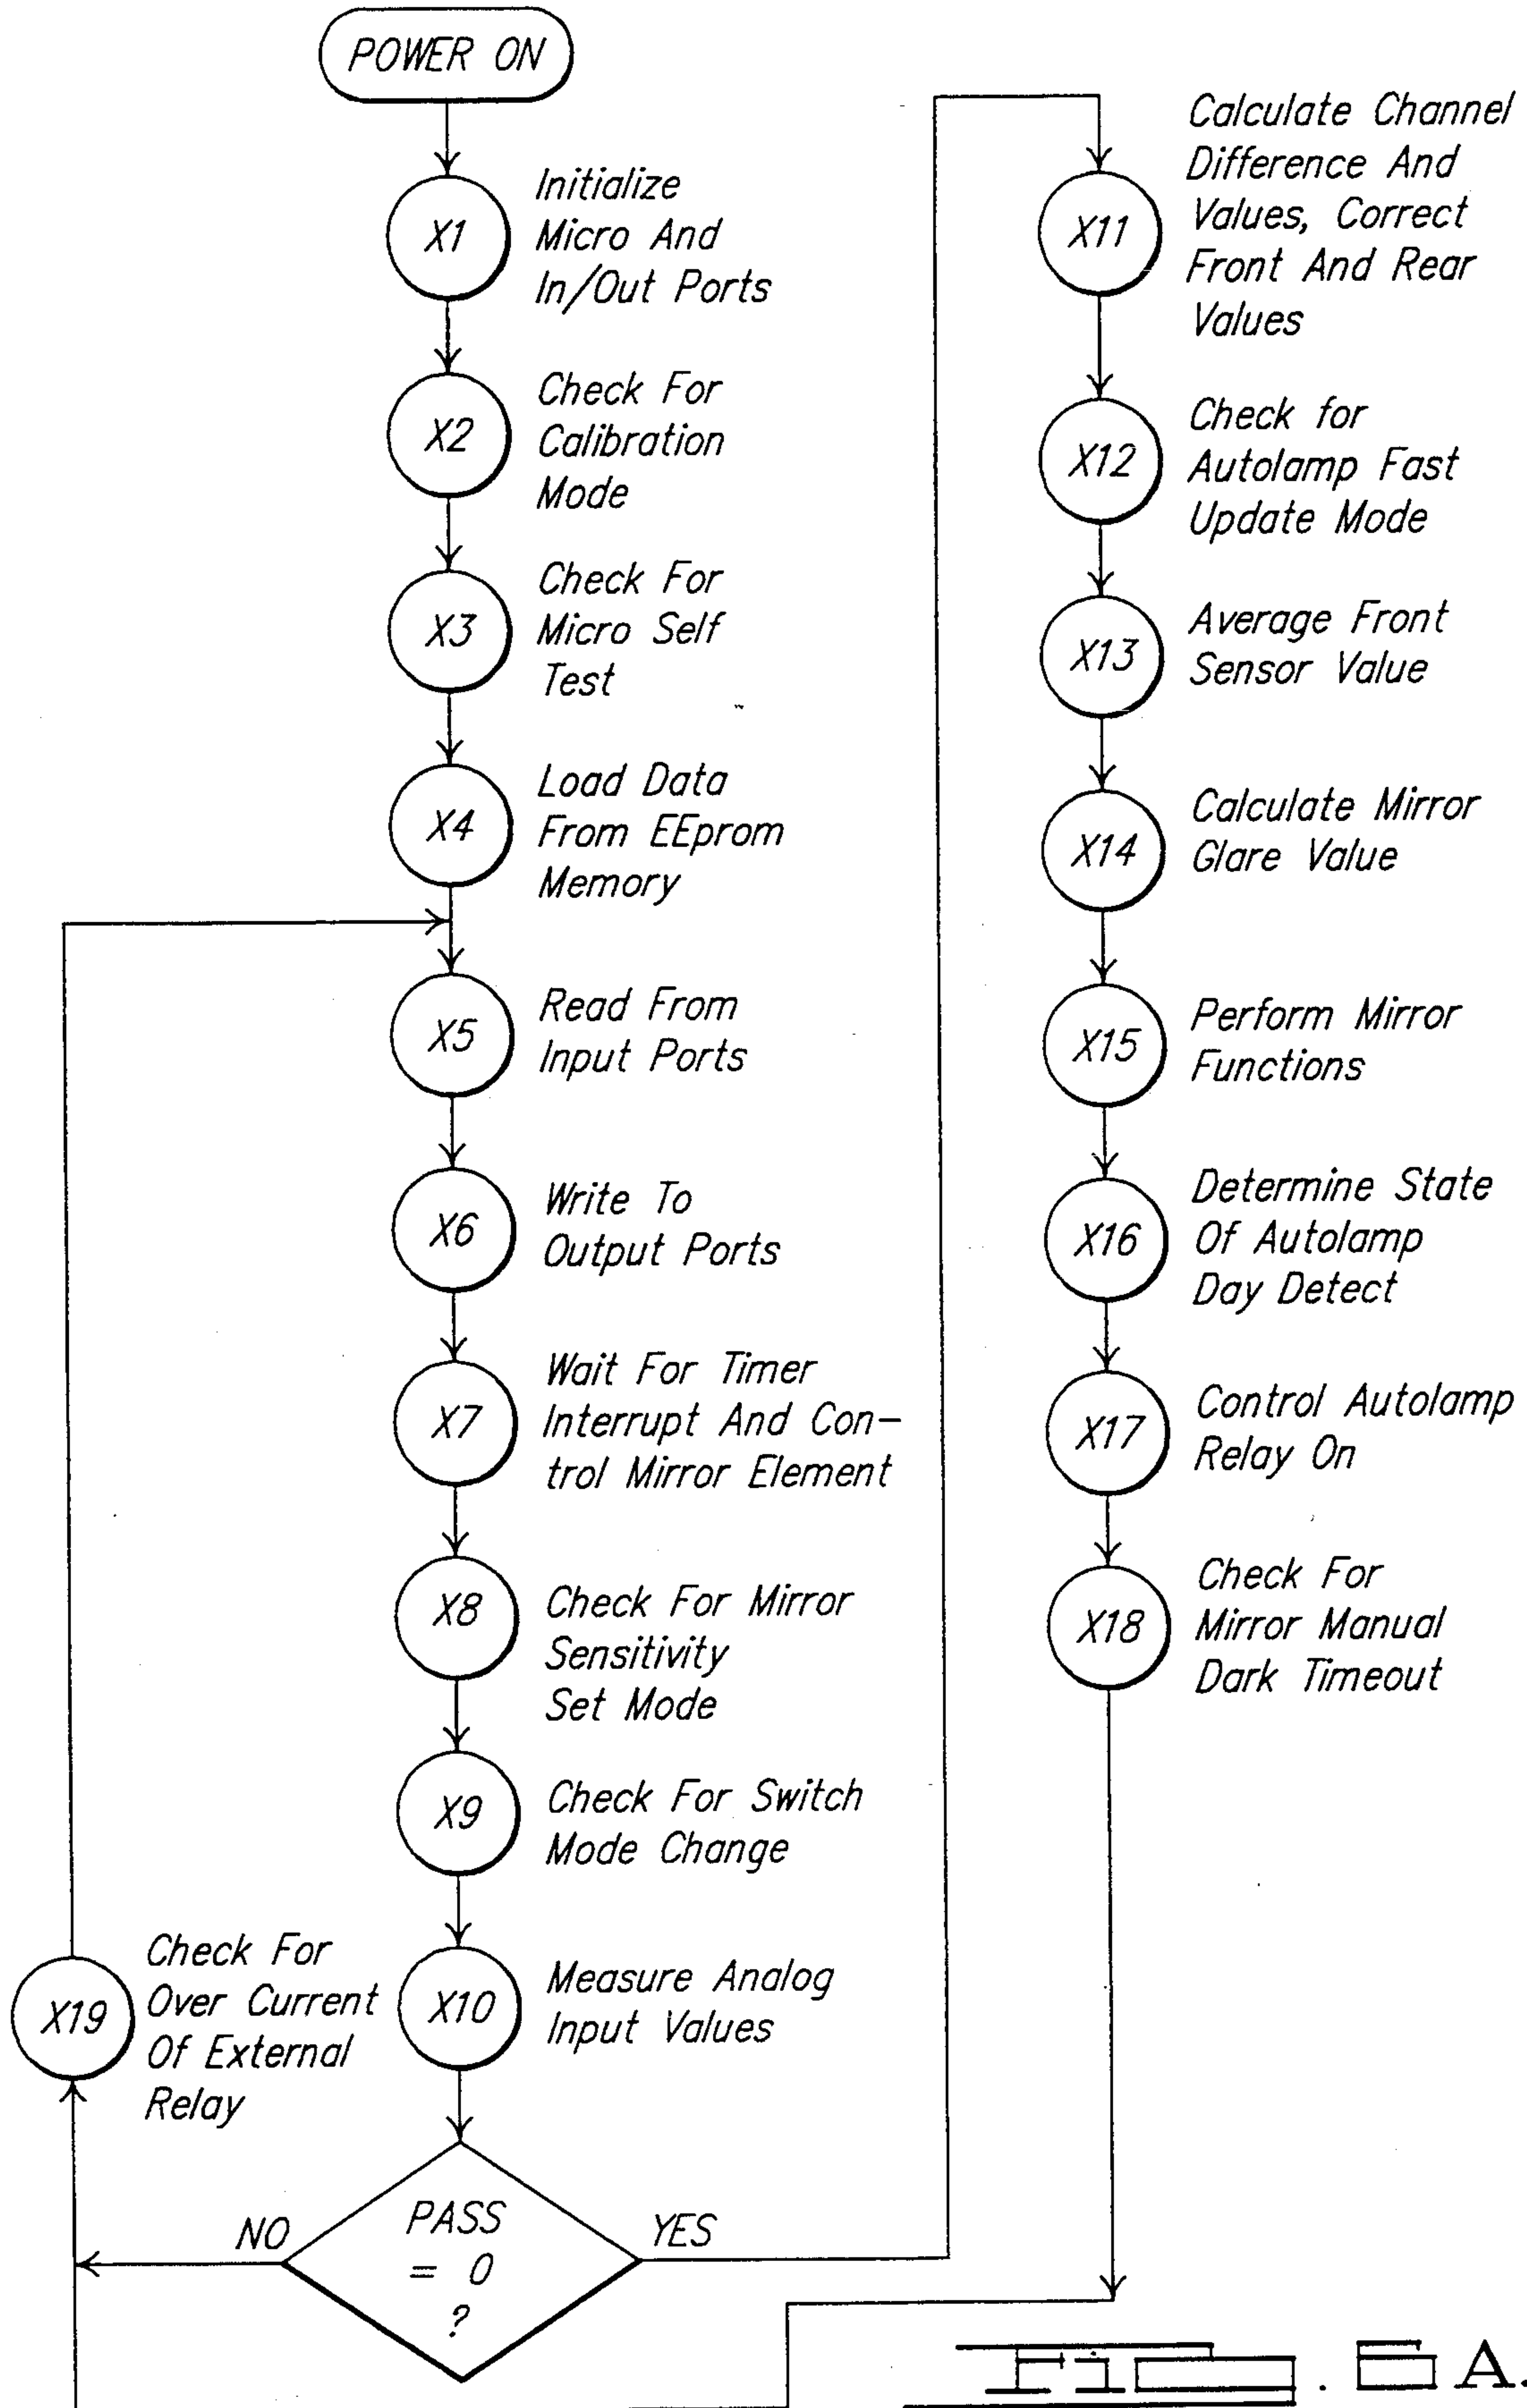 POWER ON
X1
Initialize
Micro And
In/Out Ports
X2
Check For
Calibration
Mode
X3
Check For
Micro Self
Test
X4
Load Data
From EEprom
Memory
X5
Read From
Input Ports
X6
Write To
Output Ports
X7
Wait For Timer
Interrupt And Con-
trol Mirror Element
X8
Check For Mirror
Sensitivity
Set Mode
X9
Check For Switch
Mode Change
X10
Measure Analog
Input Values
X19
Check For
Over Current
Of External
Relay
PASS
= 0
?
NO
YES
X11
Calculate Channel
Difference And
Values, Correct
Front And Rear
Values
X12
Check for
Autolamp Fast
Update Mode
X13
Average Front
Sensor Value
X14
Calculate Mirror
Glare Value
X15
Perform Mirror
Functions
X16
Determine State
Of Autolamp
Day Detect
X17
Control Autolamp
Relay On
X18
Check For
Mirror Manual
Dark Timeout
A.